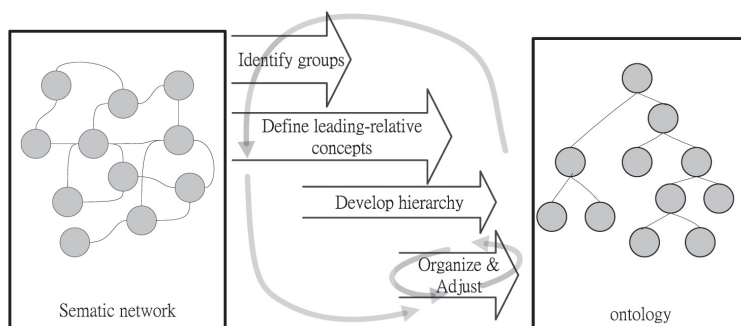 Identify groups
Define leading-relative
concepts
Develop hierarchy
Organize &
Adjust
Sematic network
ontology